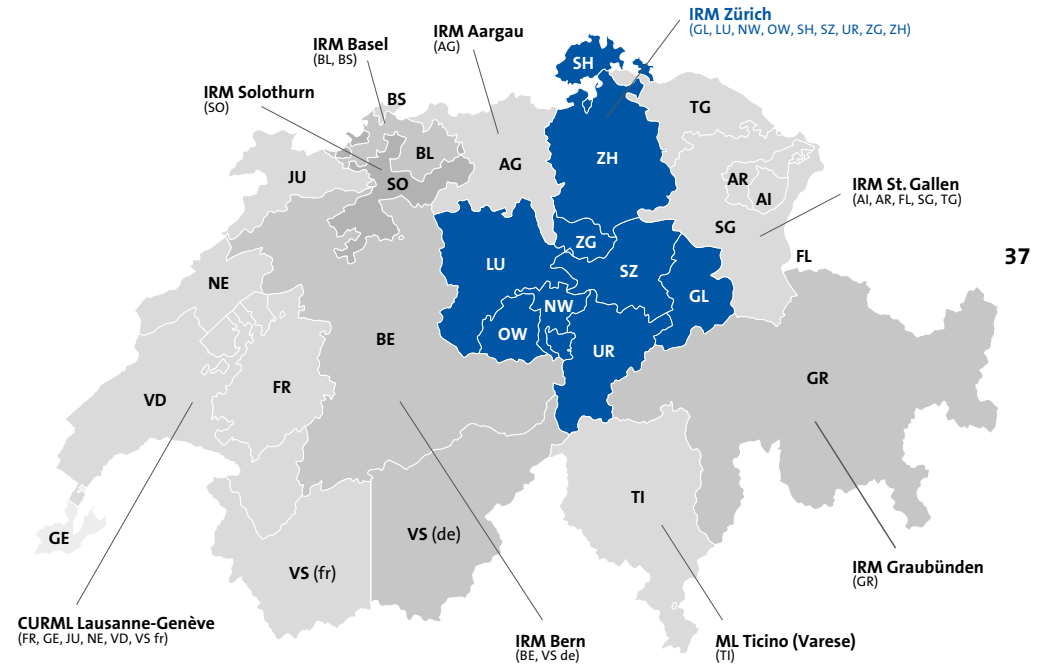 IRM Zürich
(GL, LU, NW, OW, SH, SZ, UR, ZG, ZH)
IRM Aargau
(AG)
IRM Basel
(BL, BS)
IRM Solothurn
(SO)
SH
BS
TG
BL
ZH
AG
JU
SO
AR
AI
IRM St. Gallen
(AI, AR, FL, SG, TG)
SG
ZG
FL
37
LU
SZ
NE
GL
NW
OW
BE
UR
FR
GR
VD
TI
VS (de)
GE
VS (fr)
IRM Graubünden
(GR)
CURML Lausanne-Genève
(FR, GE, JU, NE, VD, VS fr)
IRM Bern
(BE, VS de)
ML Ticino (Varese)
(TI)